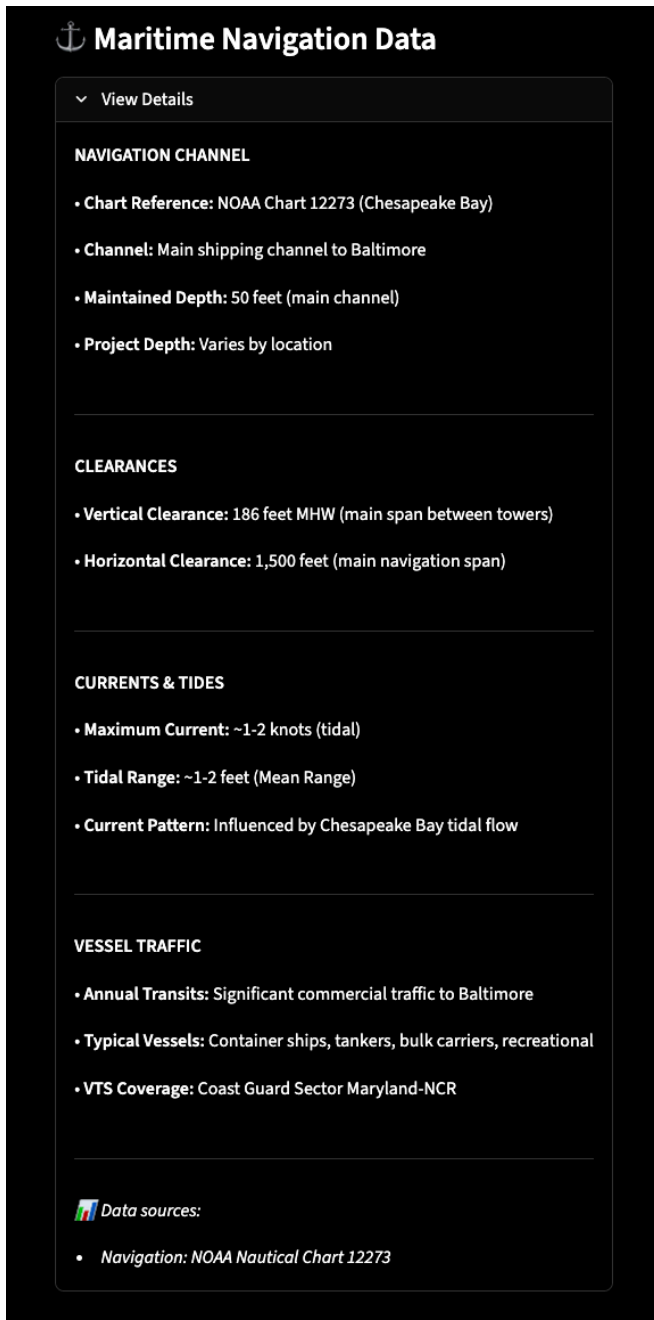 ⚓ Maritime Navigation Data
View Details
NAVIGATION CHANNEL
• Chart Reference: NOAA Chart 12273 (Chesapeake Bay)
• Channel: Main shipping channel to Baltimore
• Maintained Depth: 50 feet (main channel)
• Project Depth: Varies by location
CLEARANCES
• Vertical Clearance: 186 feet MHW (main span between towers)
• Horizontal Clearance: 1,500 feet (main navigation span)
CURRENTS & TIDES
• Maximum Current: ~1-2 knots (tidal)
• Tidal Range: ~1-2 feet (Mean Range)
• Current Pattern: Influenced by Chesapeake Bay tidal flow
VESSEL TRAFFIC
• Annual Transits: Significant commercial traffic to Baltimore
• Typical Vessels: Container ships, tankers, bulk carriers, recreational
• VTS Coverage: Coast Guard Sector Maryland-NCR
📊 Data sources:
• Navigation: NOAA Nautical Chart 12273